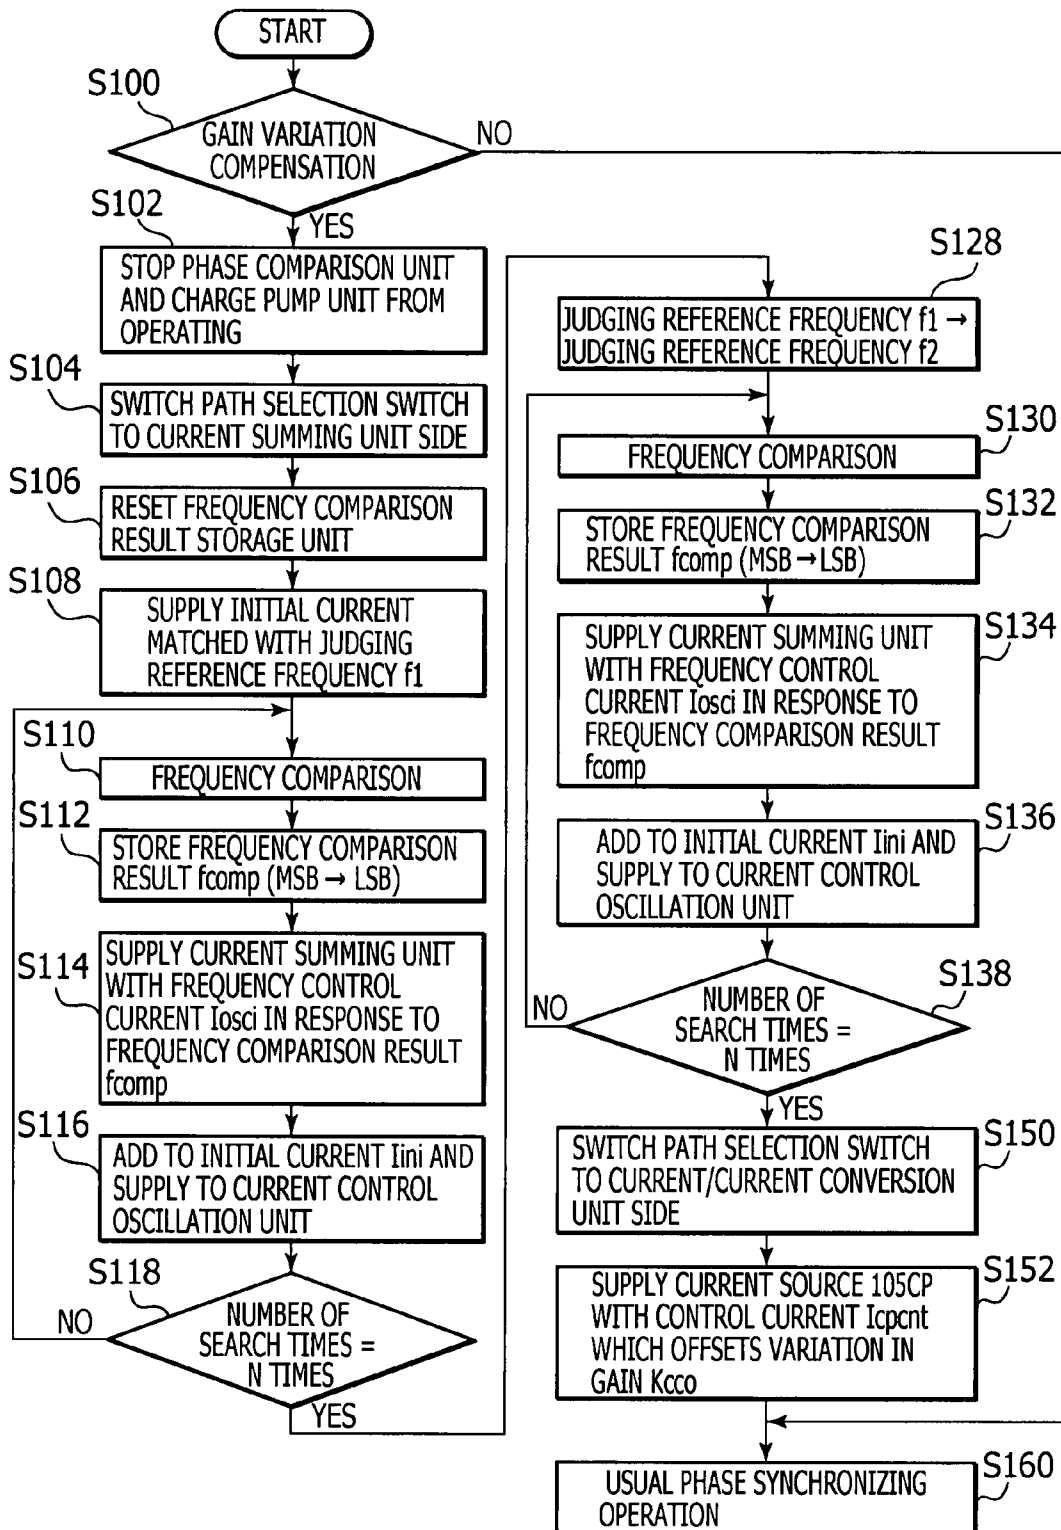 START
S100
GAIN VARIATION
COMPENSATION
NO
YES
S102
STOP PHASE COMPARISON UNIT
AND CHARGE PUMP UNIT FROM
OPERATING
S104
SWITCH PATH SELECTION SWITCH
TO CURRENT SUMMING UNIT SIDE
S106
RESET FREQUENCY COMPARISON
RESULT STORAGE UNIT
S108
SUPPLY INITIAL CURRENT
MATCHED WITH JUDGING
REFERENCE FREQUENCY f1
S110
FREQUENCY COMPARISON
S112
STORE FREQUENCY COMPARISON
RESULT fcomp (MSB → LSB)
S114
SUPPLY CURRENT SUMMING UNIT
WITH FREQUENCY CONTROL
CURRENT Iosci IN RESPONSE TO
FREQUENCY COMPARISON RESULT
fcomp
S116
ADD TO INITIAL CURRENT Iini AND
SUPPLY TO CURRENT CONTROL
OSCILLATION UNIT
S118
NO
NUMBER OF
SEARCH TIMES =
N TIMES
YES
S128
JUDGING REFERENCE FREQUENCY f1 →
JUDGING REFERENCE FREQUENCY f2
S130
FREQUENCY COMPARISON
S132
STORE FREQUENCY COMPARISON
RESULT fcomp (MSB → LSB)
S134
SUPPLY CURRENT SUMMING UNIT
WITH FREQUENCY CONTROL
CURRENT Iosci IN RESPONSE TO
FREQUENCY COMPARISON RESULT
fcomp
S136
ADD TO INITIAL CURRENT Iini AND
SUPPLY TO CURRENT CONTROL
OSCILLATION UNIT
S138
NO
NUMBER OF
SEARCH TIMES =
N TIMES
YES
S150
SWITCH PATH SELECTION SWITCH
TO CURRENT/CURRENT CONVERSION
UNIT SIDE
S152
SUPPLY CURRENT SOURCE 105CP
WITH CONTROL CURRENT Icpcnt
WHICH OFFSETS VARIATION IN
GAIN Kcco
S160
USUAL PHASE SYNCHRONIZING
OPERATION